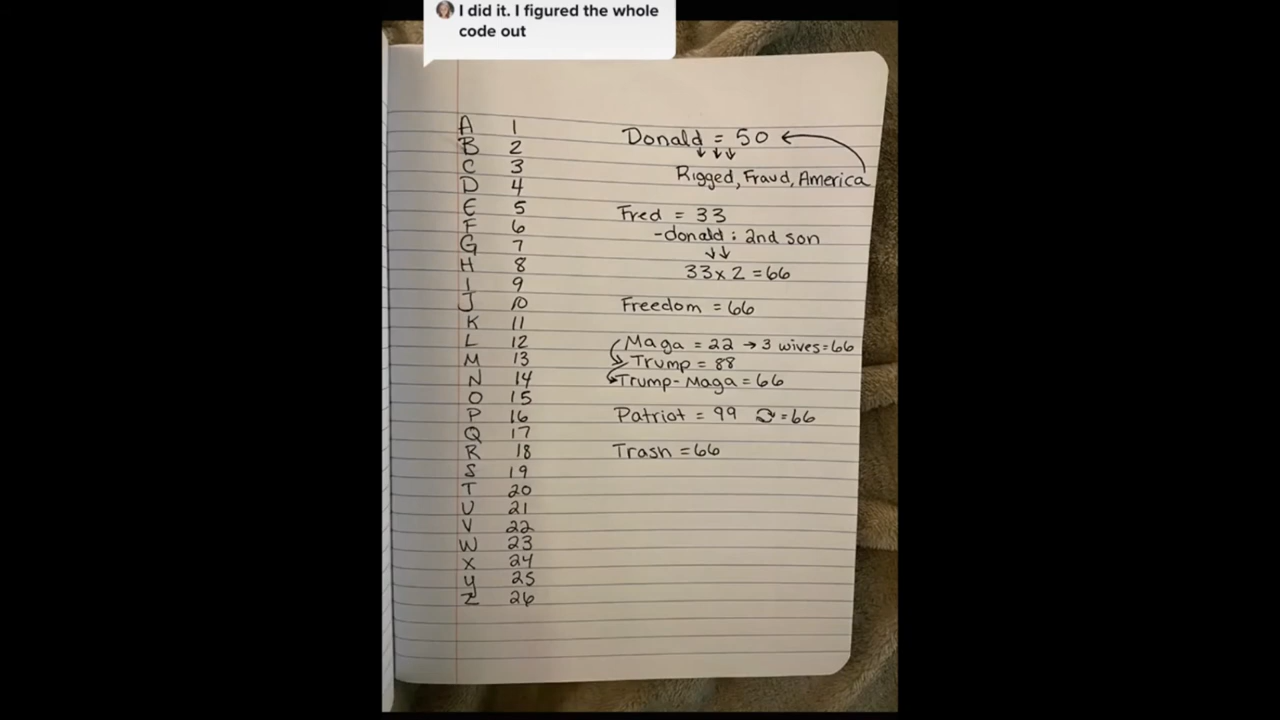 I did it. I figured the whole
code out
A 1
B 2
C 3
D 4
E 5
F 6
G 7
H 8
I 9
J 10
K 11
L 12
M 13
N 14
O 15
P 16
Q 17
R 18
S 19
T 20
U 21
V 22
W 23
X 24
Y 25
Z 26
Donald = 50
↓ ↓ ↓
Rigged, Fraud, America
Fred = 33
-donald : 2nd son
↓↓
33 x 2 = 66
Freedom = 66
Maga = 22 → 3 wives = 66
Trump = 88
Trump - Maga = 66
Patriot = 99 = 66
Trash = 66